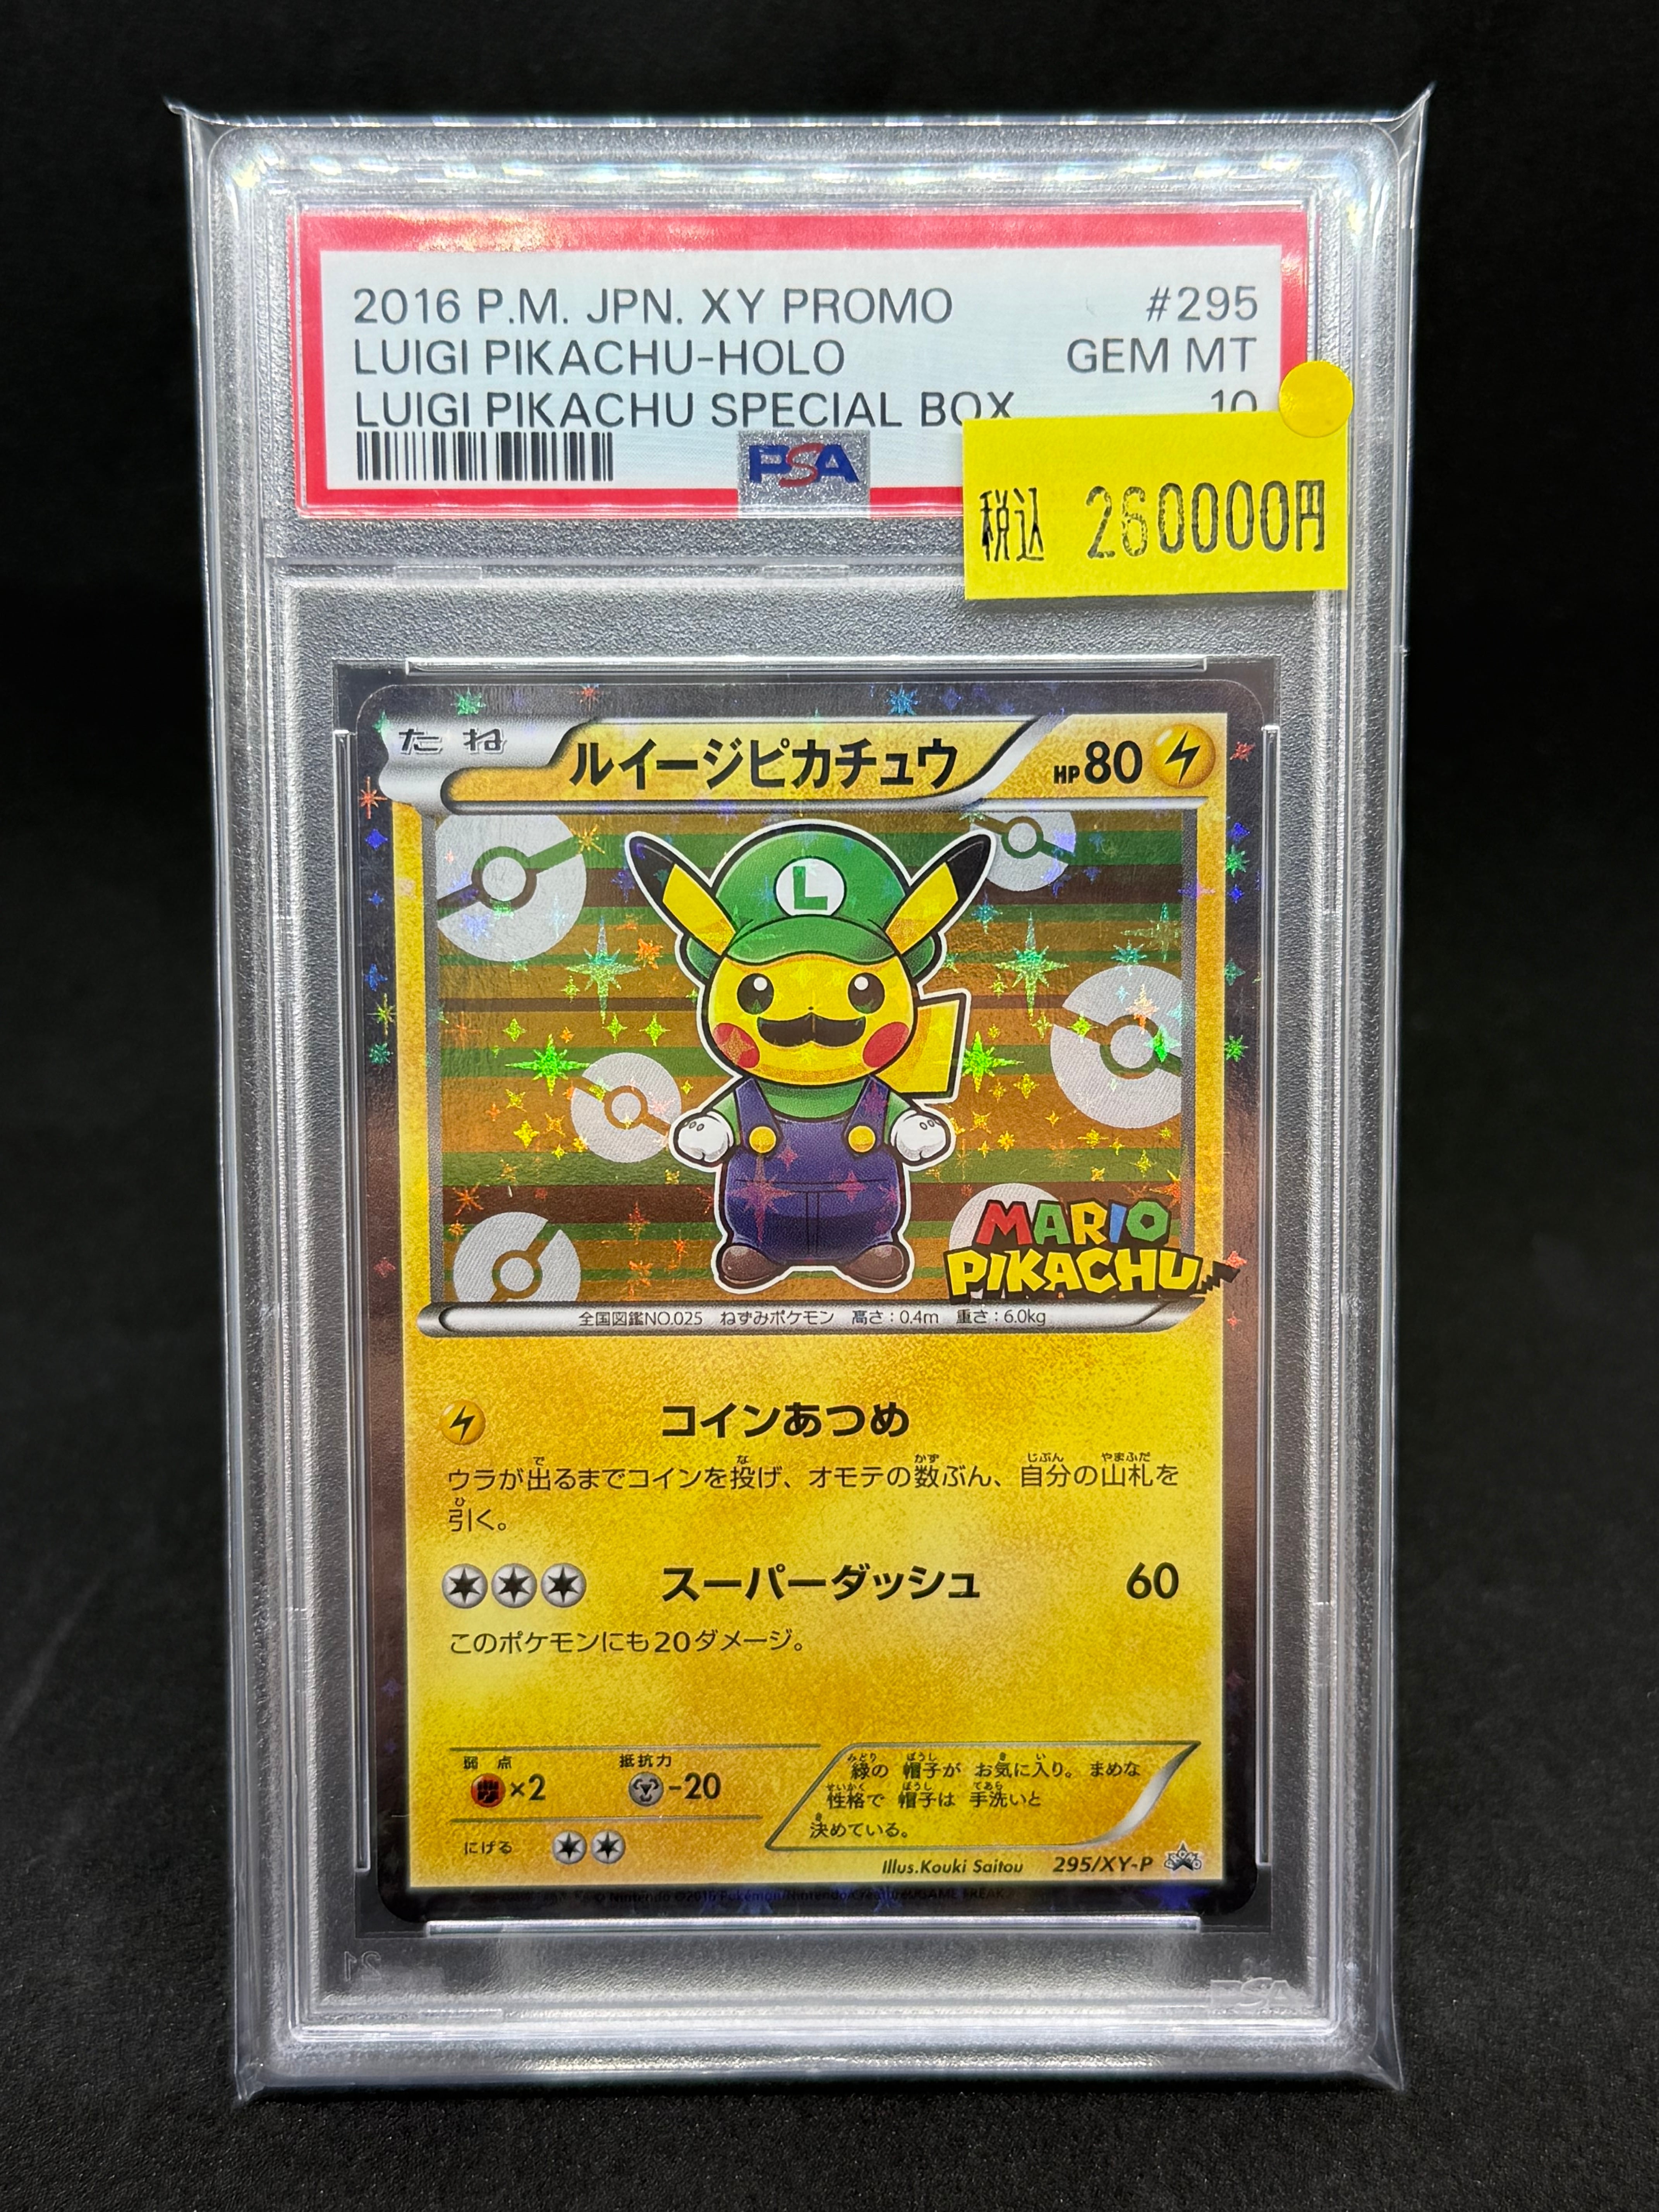 2016 P.M. JPN. XY PROMO #295
LUIGI PIKACHU-HOLO GEM MT
LUIGI PIKACHU SPECIAL BOX 10
PSA
税込 260000円
たね ルイージピカチュウ HP80
L
MARIO
PIKACHU
全国図鑑NO.025 ねずみポケモン 高さ:0.4m 重さ:6.0kg
コインあつめ
ウラが出るまでコインを投げ、オモテの数ぶん、自分の山札を
引く。
スーパーダッシュ 60
このポケモンにも20ダメージ。
弱点 抵抗力
×2 -20
にげる
緑の 帽子が お気に入り。 まめな
性格で 帽子は 手洗いと
決めている。
Illus.Kouki Saitou 295/XY-P
PSA